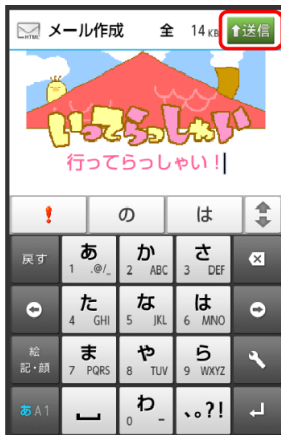 HTML メール作成 全 14 KB 送信
いってらっしゃい
行ってらっしゃい！
！ の は
戻す あ 1 .@/_ か 2 ABC さ 3 DEF
た 4 GHI な 5 JKL は 6 MNO
絵記・顔 ま 7 PQRS や 8 TUV ら 9 WXYZ
あA1 わ 0 - 、。?!